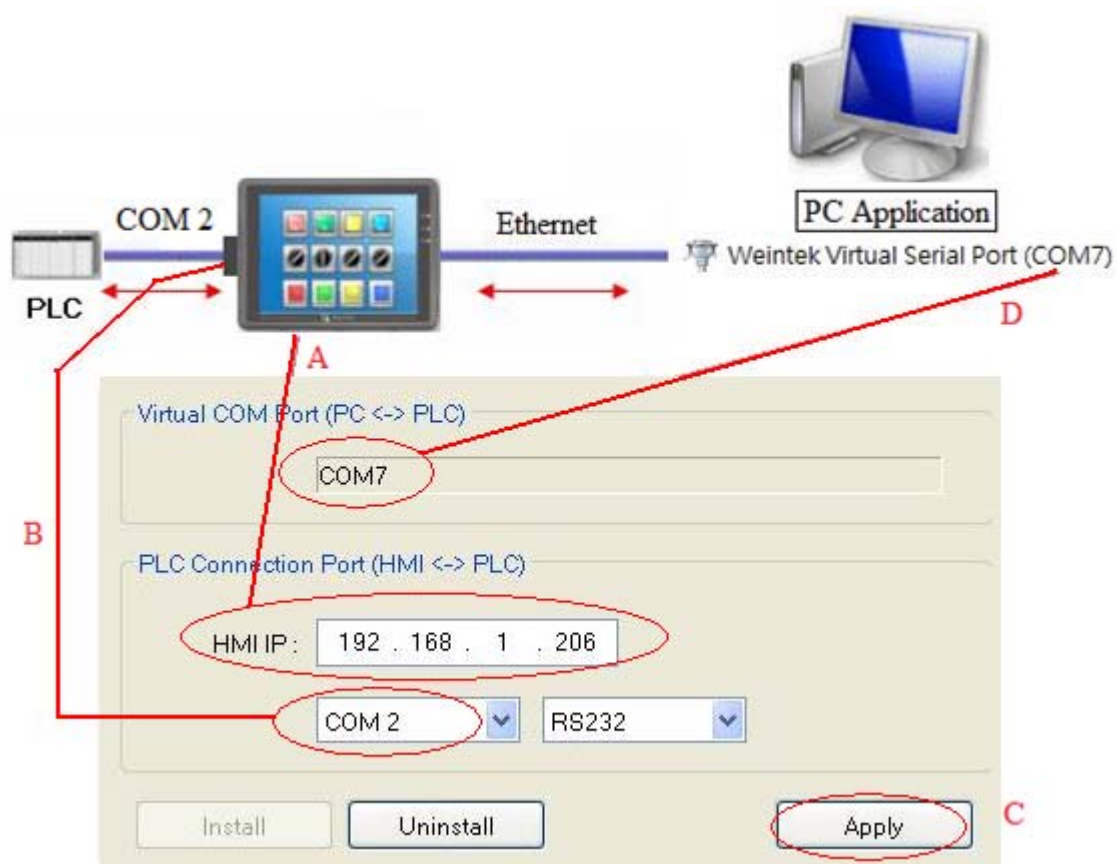 COM 2
Ethernet
PC Application
Weintek Virtual Serial Port (COM7)
PLC
D
A
Virtual COM Port (PC <-> PLC)
COM7
B
PLC Connection Port (HMI <-> PLC)
HMI IP : 192 . 168 . 1 . 206
COM 2 RS232
Install Uninstall Apply C